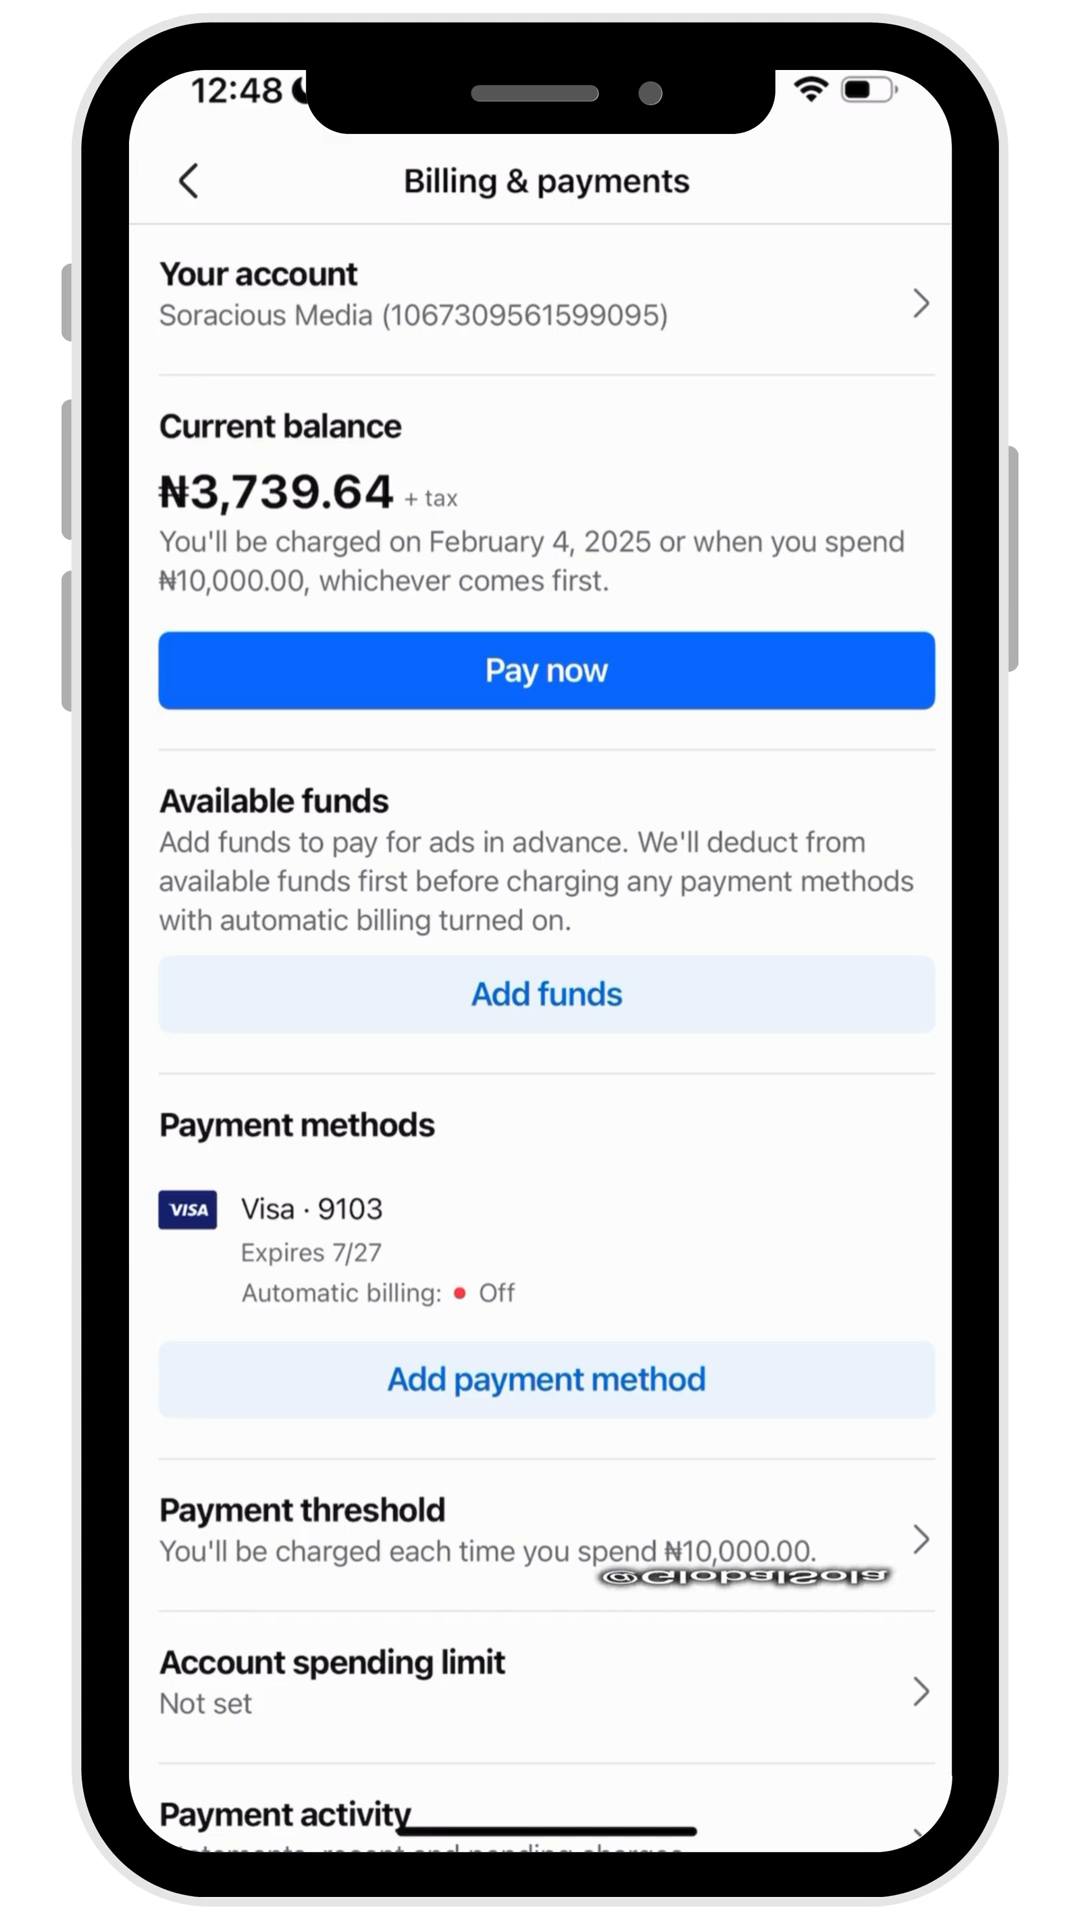 12:48
Billing & payments
Your account
Soracious Media (1067309561599095)
Current balance
₦3,739.64 + tax
You'll be charged on February 4, 2025 or when you spend
₦10,000.00, whichever comes first.
Pay now
Available funds
Add funds to pay for ads in advance. We'll deduct from
available funds first before charging any payment methods
with automatic billing turned on.
Add funds
Payment methods
VISA Visa · 9103
Expires 7/27
Automatic billing: • Off
Add payment method
Payment threshold
You'll be charged each time you spend ₦10,000.00.
@GlobalSola
Account spending limit
Not set
Payment activity